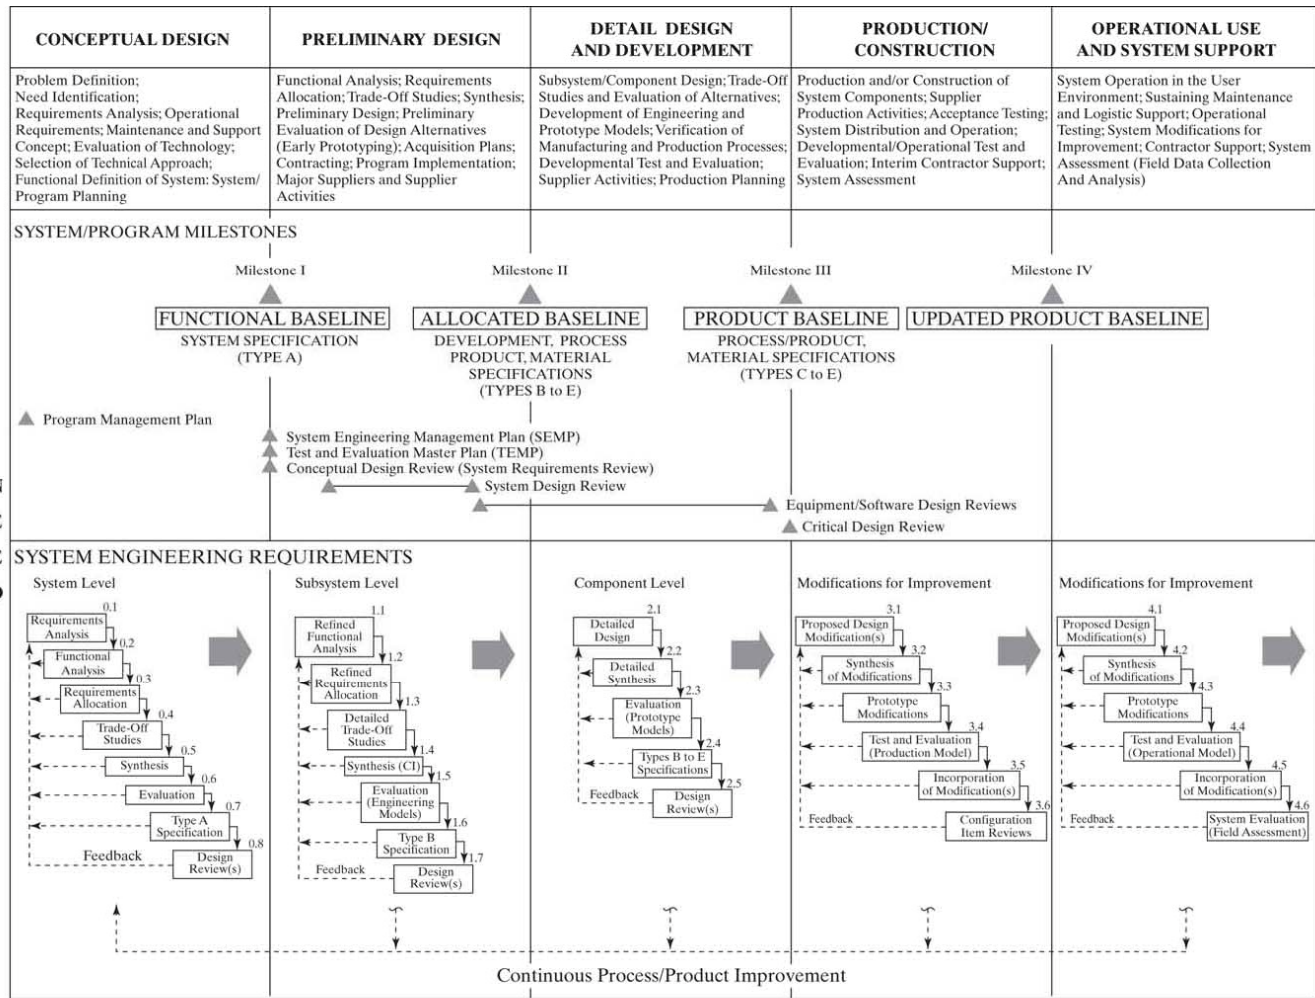 CONCEPTUAL DESIGN
PRELIMINARY DESIGN
DETAIL DESIGN
AND DEVELOPMENT
PRODUCTION/
CONSTRUCTION
OPERATIONAL USE
AND SYSTEM SUPPORT
Problem Definition;
Need Identification;
Requirements Analysis; Operational
Requirements; Maintenance and Support
Concept; Evaluation of Technology;
Selection of Technical Approach;
Functional Definition of System: System/
Program Planning
Functional Analysis; Requirements
Allocation; Trade-Off Studies; Synthesis;
Preliminary Design; Preliminary
Evaluation of Design Alternatives
(Early Prototyping); Acquisition Plans;
Contracting; Program Implementation;
Major Suppliers and Supplier
Activities
Subsystem/Component Design; Trade-Off
Studies and Evaluation of Alternatives;
Development of Engineering and
Prototype Models; Verification of
Manufacturing and Production Processes;
Developmental Test and Evaluation;
Supplier Activities; Production Planning
Production and/or Construction of
System Components; Supplier
Production Activities; Acceptance Testing;
System Distribution and Operation;
Developmental/Operational Test and
Evaluation; Interim Contractor Support;
System Assessment
System Operation in the User
Environment; Sustaining Maintenance
and Logistic Support; Operational
Testing; System Modifications for
Improvement; Contractor Support; System
Assessment (Field Data Collection
And Analysis)
SYSTEM/PROGRAM MILESTONES
Milestone I
Milestone II
Milestone III
Milestone IV
FUNCTIONAL BASELINE
ALLOCATED BASELINE
PRODUCT BASELINE
UPDATED PRODUCT BASELINE
SYSTEM SPECIFICATION
(TYPE A)
DEVELOPMENT, PROCESS
PRODUCT, MATERIAL
SPECIFICATIONS
(TYPES B to E)
PROCESS/PRODUCT,
MATERIAL SPECIFICATIONS
(TYPES C to E)
Program Management Plan
System Engineering Management Plan (SEMP)
Test and Evaluation Master Plan (TEMP)
Conceptual Design Review (System Requirements Review)
System Design Review
Equipment/Software Design Reviews
Critical Design Review
SYSTEM ENGINEERING REQUIREMENTS
System Level
0.1
Requirements
Analysis
0.2
Functional
Analysis
0.3
Requirements
Allocation
0.4
Trade-Off
Studies
0.5
Synthesis
0.6
Evaluation
0.7
Type A
Specification
0.8
Feedback
Design
Review(s)
Subsystem Level
1.1
Refined
Functional
Analysis
1.2
Refined
Requirements
Allocation
1.3
Detailed
Trade-Off
Studies
1.4
Synthesis (CI)
1.5
Evaluation
(Engineering
Models)
1.6
Type B
Specification
1.7
Feedback
Design
Review(s)
Component Level
2.1
Detailed
Design
2.2
Detailed
Synthesis
2.3
Evaluation
(Prototype
Models)
2.4
Types B to E
Specifications
2.5
Feedback
Design
Review(s)
Modifications for Improvement
3.1
Proposed Design
Modification(s)
3.2
Synthesis
of Modifications
3.3
Prototype
Modifications
3.4
Test and Evaluation
(Production Model)
3.5
Incorporation
of Modification(s)
3.6
Feedback
Configuration
Item Reviews
Modifications for Improvement
4.1
Proposed Design
Modification(s)
4.2
Synthesis
of Modifications
4.3
Prototype
Modifications
4.4
Test and Evaluation
(Operational Model)
4.5
Incorporation
of Modification(s)
4.6
Feedback
System Evaluation
(Field Assessment)
Continuous Process/Product Improvement